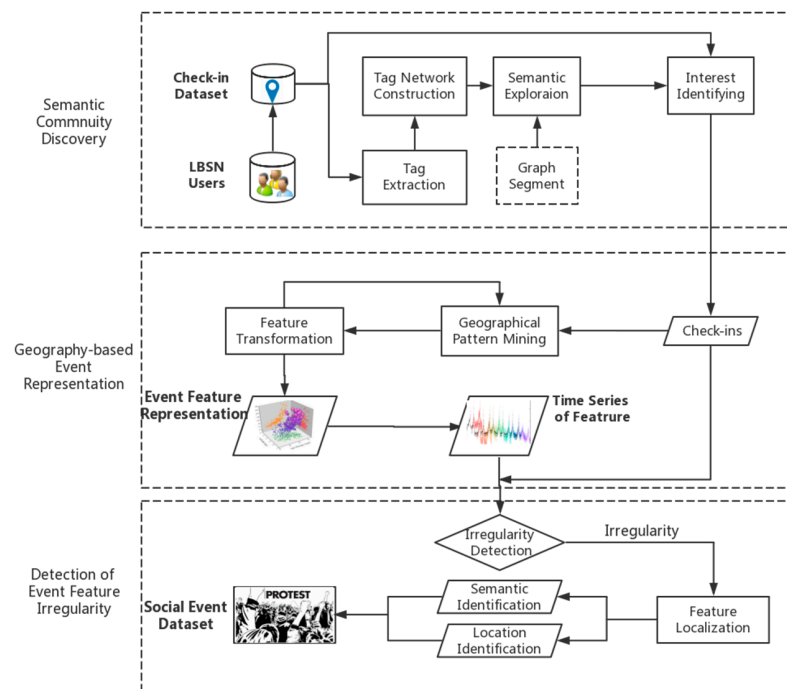 Semantic
Commnuity
Discovery
Check-in
Dataset
LBSN
Users
Tag Network
Construction
Semantic
Exploraion
Interest
Identifying
Tag
Extraction
Graph
Segment
Geography-based
Event
Representation
Feature
Transformation
Geographical
Pattern Mining
Check-ins
Event Feature
Representation
Time Series
of Featrure
Detection of
Event Feature
Irregularity
Irregularity
Detection
Irregularity
Social Event
Dataset
PROTEST
Semantic
Identification
Location
Identification
Feature
Localization